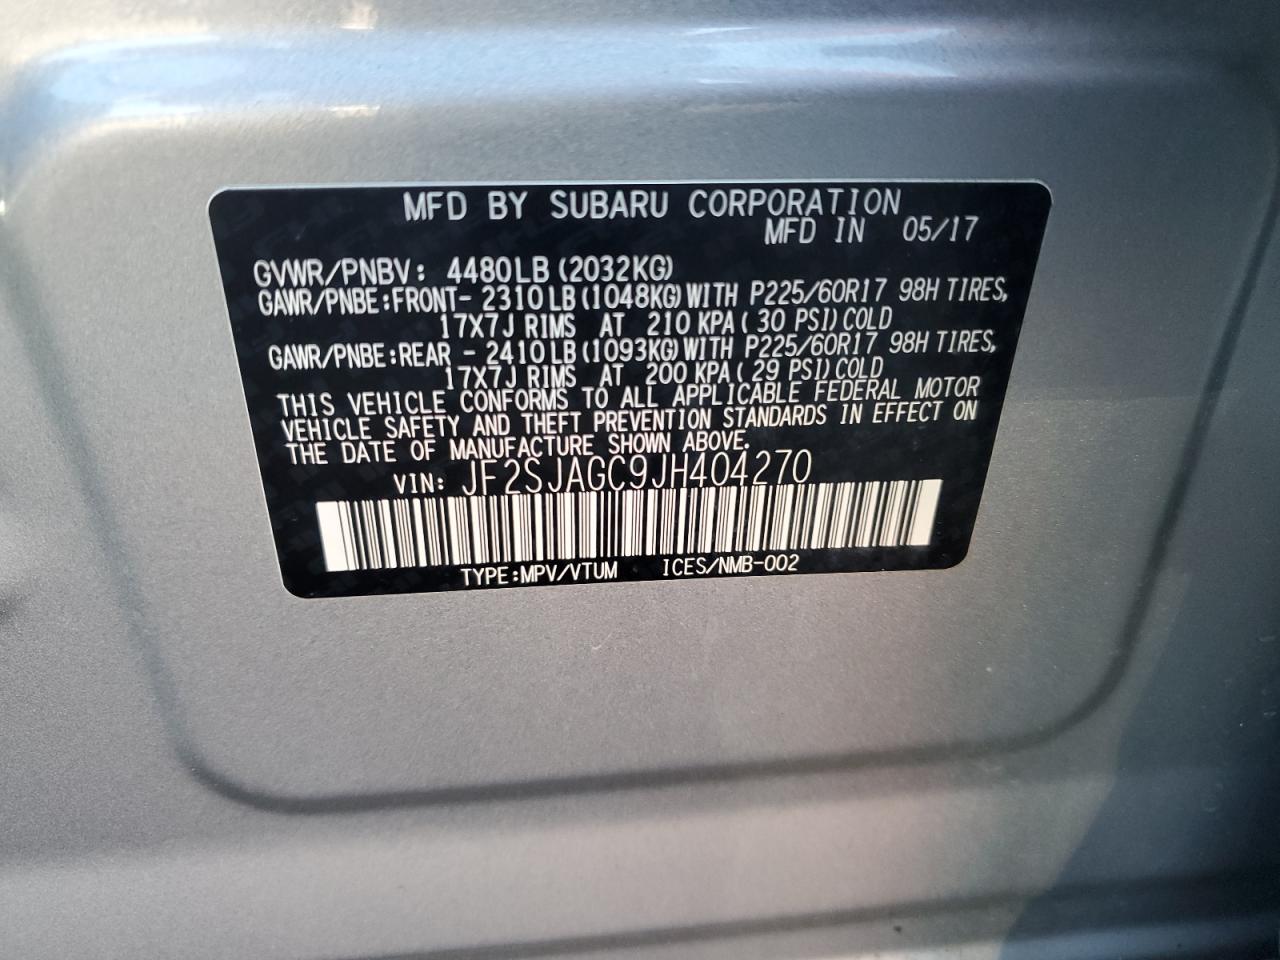 MFD BY SUBARU CORPORATION
MFD IN 05/17
GVWR/PNBV: 4480LB (2032KG)
GAWR/PNBE:FRONT- 2310LB (1048KG) WITH P225/60R17 98H TIRES,
17X7J RIMS AT 210 KPA ( 30 PSI) COLD
GAWR/PNBE:REAR - 2410LB (1093KG) WITH P225/60R17 98H TIRES,
17X7J RIMS AT 200 KPA ( 29 PSI) COLD
THIS VEHICLE CONFORMS TO ALL APPLICABLE FEDERAL MOTOR
VEHICLE SAFETY AND THEFT PREVENTION STANDARDS IN EFFECT ON
THE DATE OF MANUFACTURE SHOWN ABOVE.
VIN: JF2SJAGC9JH404270
TYPE:MPV/VTUM ICES/NMB-002